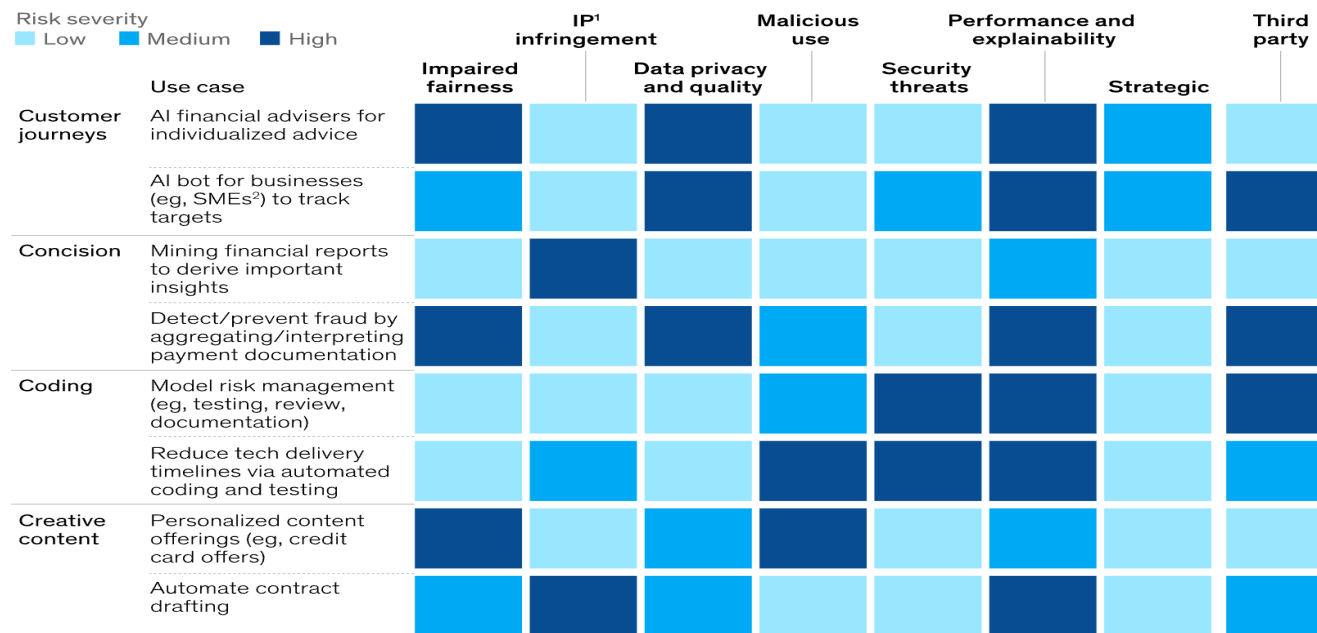 Risk severity
Low Medium High
IP¹
infringement
Malicious
use
Performance and
explainability
Third
party
Impaired
fairness
Data privacy
and quality
Security
threats
Strategic
Use case
Customer
journeys
AI financial advisers for
individualized advice
AI bot for businesses
(eg, SMEs²) to track
targets
Concision
Mining financial reports
to derive important
insights
Detect/prevent fraud by
aggregating/interpreting
payment documentation
Coding
Model risk management
(eg, testing, review,
documentation)
Reduce tech delivery
timelines via automated
coding and testing
Creative
content
Personalized content
offerings (eg, credit
card offers)
Automate contract
drafting